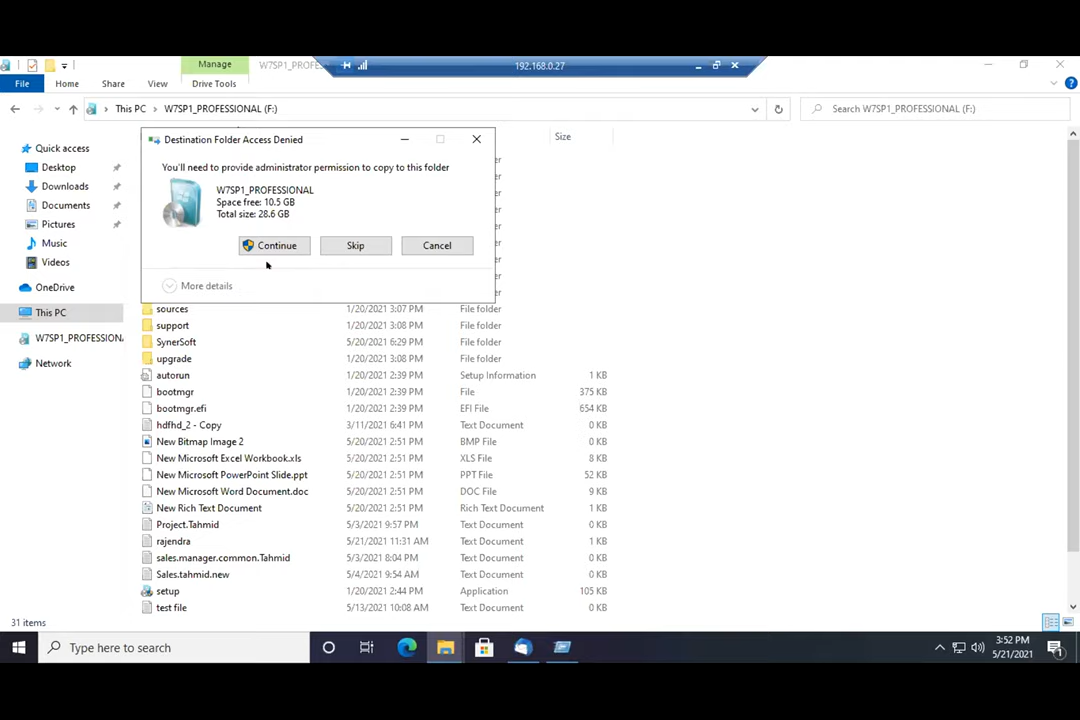 Manage
W7SP1_PROFE...
192.168.0.27
File
Home
Share
View
Drive Tools
This PC
W7SP1_PROFESSIONAL (F:)
Search W7SP1_PROFESSIONAL (F:)
Size
Destination Folder Access Denied
You'll need to provide administrator permission to copy to this folder
W7SP1_PROFESSIONAL
Space free: 10.5 GB
Total size: 28.6 GB
Continue
Skip
Cancel
More details
Quick access
Desktop
Downloads
Documents
Pictures
Music
Videos
OneDrive
This PC
W7SP1_PROFESSIONA
Network
sources 1/20/2021 3:07 PM File folder
support 1/20/2021 3:08 PM File folder
SynerSoft 5/20/2021 6:29 PM File folder
upgrade 1/20/2021 3:08 PM File folder
autorun 1/20/2021 2:39 PM Setup Information 1 KB
bootmgr 1/20/2021 2:39 PM File 375 KB
bootmgr.efi 1/20/2021 2:39 PM EFI File 654 KB
hdfhd_2 - Copy 3/11/2021 6:41 PM Text Document 0 KB
New Bitmap Image 2 5/20/2021 2:51 PM BMP File 0 KB
New Microsoft Excel Workbook.xls 5/20/2021 2:51 PM XLS File 8 KB
New Microsoft PowerPoint Slide.ppt 5/20/2021 2:51 PM PPT File 52 KB
New Microsoft Word Document.doc 5/20/2021 2:51 PM DOC File 9 KB
New Rich Text Document 5/20/2021 2:51 PM Rich Text Document 1 KB
Project.Tahmid 5/3/2021 9:57 PM Text Document 0 KB
rajendra 5/21/2021 11:31 AM Text Document 1 KB
sales.manager.common.Tahmid 5/3/2021 8:04 PM Text Document 0 KB
Sales.tahmid.new 5/4/2021 9:54 AM Text Document 0 KB
setup 1/20/2021 2:44 PM Application 105 KB
test file 5/13/2021 10:08 AM Text Document 0 KB
31 items
Type here to search
3:52 PM
5/21/2021
1